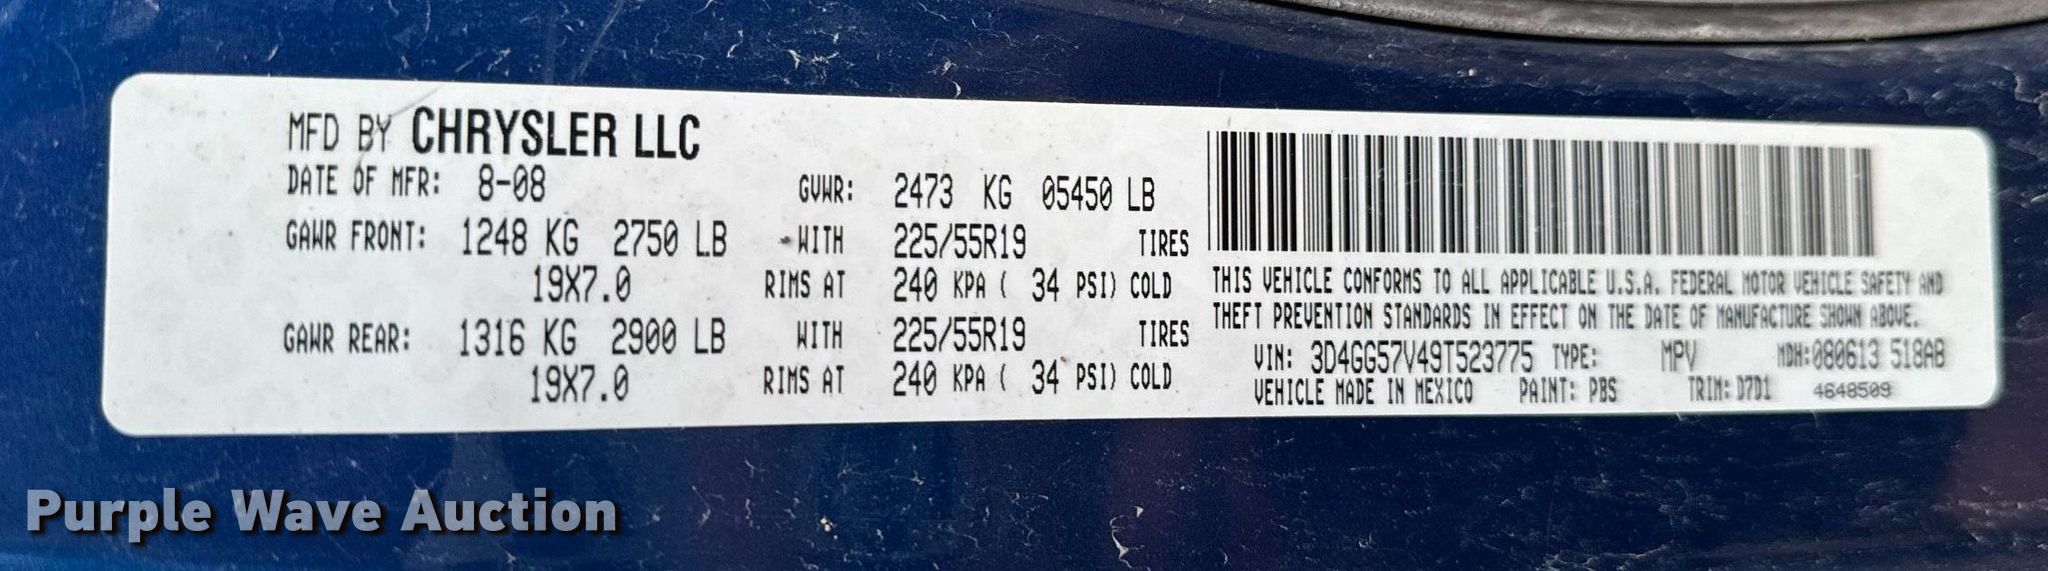 MFD BY CHRYSLER LLC
DATE OF MFR: 8-08 GVWR: 2473 KG 05450 LB
GAWR FRONT: 1248 KG 2750 LB WITH 225/55R19 TIRES
19X7.0 RIMS AT 240 KPA ( 34 PSI) COLD
GAWR REAR: 1316 KG 2900 LB WITH 225/55R19 TIRES
19X7.0 RIMS AT 240 KPA ( 34 PSI) COLD
THIS VEHICLE CONFORMS TO ALL APPLICABLE U.S.A. FEDERAL MOTOR VEHICLE SAFETY AND
THEFT PREVENTION STANDARDS IN EFFECT ON THE DATE OF MANUFACTURE SHOWN ABOVE.
VIN: 3D4GG57V49T523775 TYPE: MPV MDH:080613 518AB
VEHICLE MADE IN MEXICO PAINT: PBS TRIM: D7D1 4648509
Purple Wave Auction